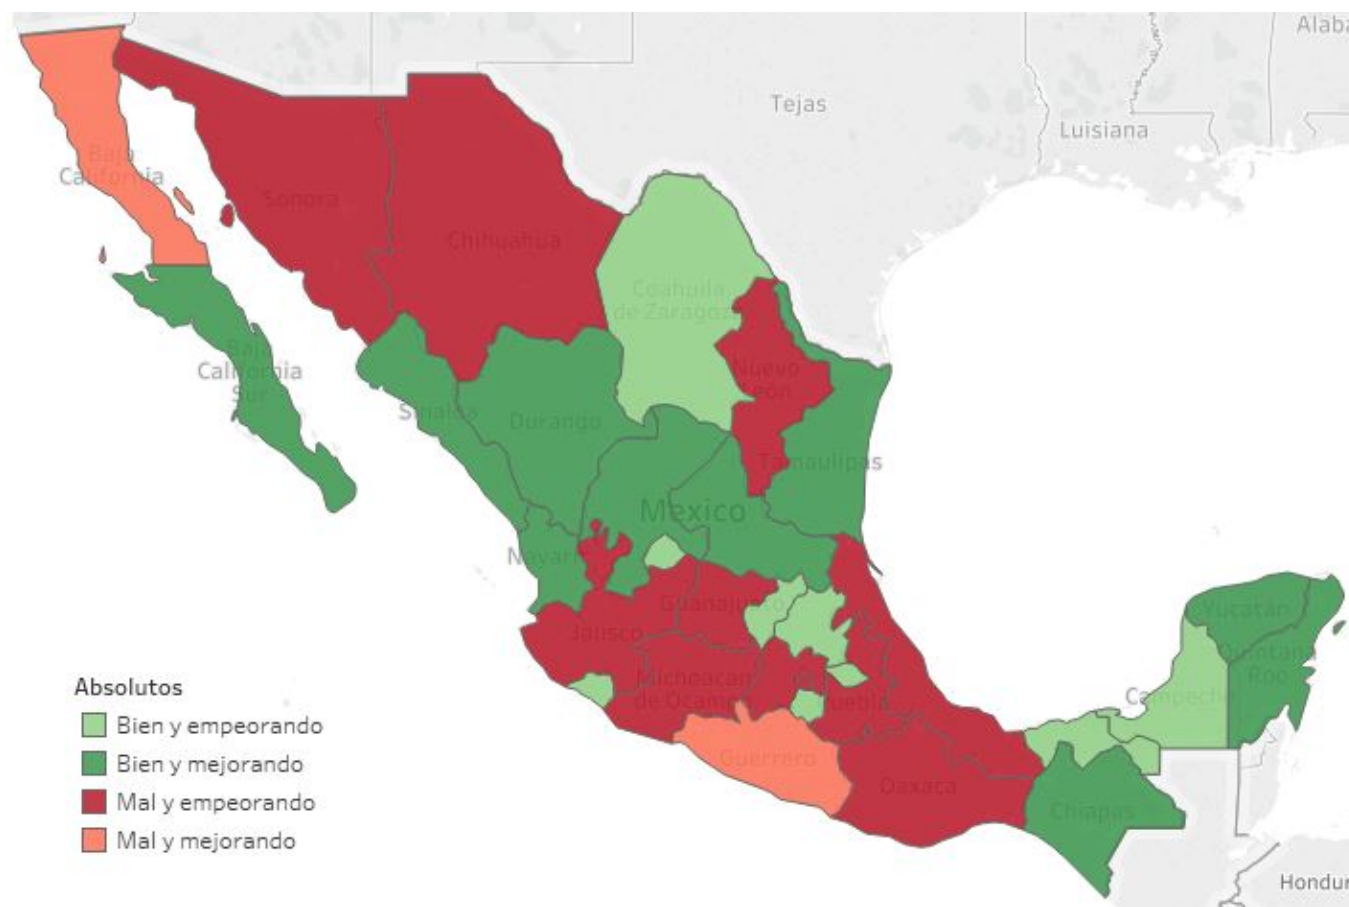 Alaba
Tejas
Luisiana
Baja
California
Sonora
Chihuahua
Coahuila
de Zaragoza
Baja
California
Sur
Nuevo
León
Sinaloa
Durango
Tamaulipas
Mexico
Nayarit
Guanajuato
Jalisco
Yucatán
Quintana
Roo
Michoacán
de Ocampo
Puebla
Campeche
Guerrero
Oaxaca
Chiapas
Hondur
Absolutos
Bien y empeorando
Bien y mejorando
Mal y empeorando
Mal y mejorando